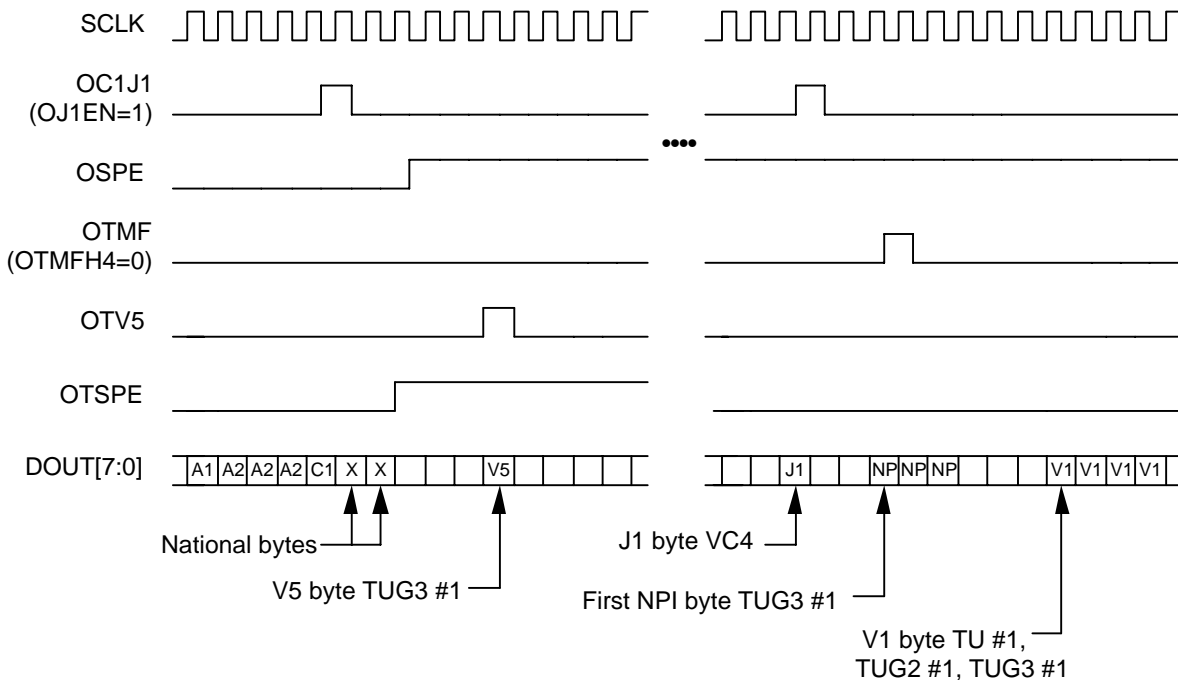 SCLK
OC1J1
(OJ1EN=1)
OSPE
OTMF
(OTMFH4=0)
OTV5
OTSPE
DOUT[7:0] A1 A2 A2 A2 C1 X X V5 J1 NP NP NP V1 V1 V1 V1
National bytes
J1 byte VC4
V5 byte TUG3 #1
First NPI byte TUG3 #1
V1 byte TU #1,
TUG2 #1, TUG3 #1